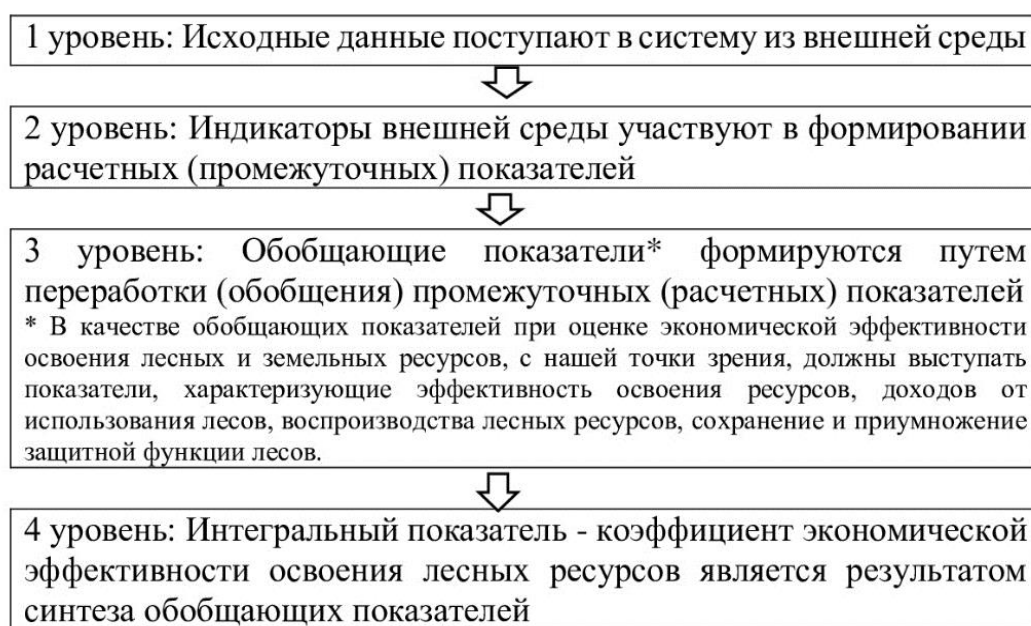 1 уровень: Исходные данные поступают в систему из внешней среды
2 уровень: Индикаторы внешней среды участвуют в формировании
расчетных (промежуточных) показателей
3 уровень: Обобщающие показатели* формируются путем
переработки (обобщения) промежуточных (расчетных) показателей
* В качестве обобщающих показателей при оценке экономической эффективности
освоения лесных и земельных ресурсов, с нашей точки зрения, должны выступать
показатели, характеризующие эффективность освоения ресурсов, доходов от
использования лесов, воспроизводства лесных ресурсов, сохранение и приумножение
защитной функции лесов.
4 уровень: Интегральный показатель - коэффициент экономической
эффективности освоения лесных ресурсов является результатом
синтеза обобщающих показателей